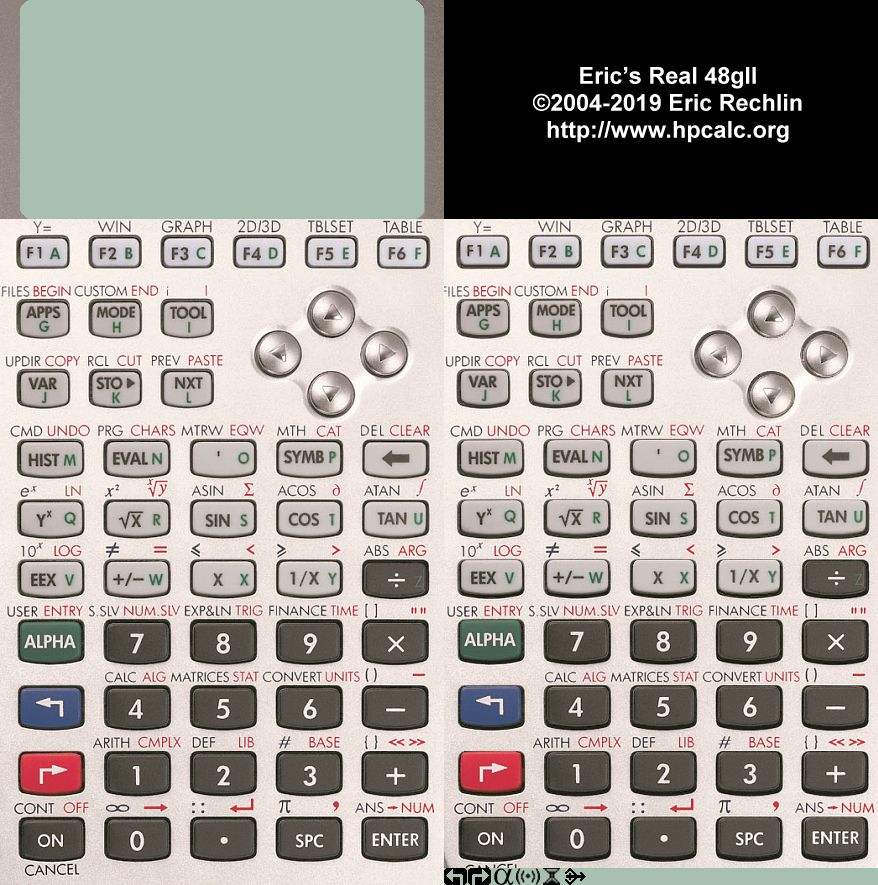 Eric's Real 48gII
©2004-2019 Eric Rechlin
http://www.hpcalc.org
Y= WIN GRAPH 2D/3D TBLSET TABLE
F1 A F2 B F3 C F4 D F5 E F6 F
FILES BEGIN CUSTOM END i |
APPS G MODE H TOOL I
UPDIR COPY RCL CUT PREV PASTE
VAR J STO▶ K NXT L
CMD UNDO PRG CHARS MTRW EQW MTH CAT DEL CLEAR
HIST M EVAL N ' O SYMB P
eˣ LN x² ˣ√y ASIN Σ ACOS ∂ ATAN ∫
Yˣ Q √X R SIN S COS T TAN U
10ˣ LOG ≠ = ≤ < ≥ > ABS ARG
EEX V +/− W X X 1/X Y ÷ Z
USER ENTRY S.SLV NUM.SLV EXP&LN TRIG FINANCE TIME [ ] " "
ALPHA 7 8 9 ×
CALC ALG MATRICES STAT CONVERT UNITS ( ) _
4 5 6 −
ARITH CMPLX DEF LIB # BASE { } « »
1 2 3 +
CONT OFF ∞ → : : ↵ π , ANS→NUM
ON 0 . SPC ENTER
CANCEL
Y= WIN GRAPH 2D/3D TBLSET TABLE
F1 A F2 B F3 C F4 D F5 E F6 F
FILES BEGIN CUSTOM END i |
APPS G MODE H TOOL I
UPDIR COPY RCL CUT PREV PASTE
VAR J STO▶ K NXT L
CMD UNDO PRG CHARS MTRW EQW MTH CAT DEL CLEAR
HIST M EVAL N ' O SYMB P
eˣ LN x² ˣ√y ASIN Σ ACOS ∂ ATAN ∫
Yˣ Q √X R SIN S COS T TAN U
10ˣ LOG ≠ = ≤ < ≥ > ABS ARG
EEX V +/− W X X 1/X Y ÷ Z
USER ENTRY S.SLV NUM.SLV EXP&LN TRIG FINANCE TIME [ ] " "
ALPHA 7 8 9 ×
CALC ALG MATRICES STAT CONVERT UNITS ( ) _
4 5 6 −
ARITH CMPLX DEF LIB # BASE { } « »
1 2 3 +
CONT OFF ∞ → : : ↵ π , ANS→NUM
ON 0 . SPC ENTER
α